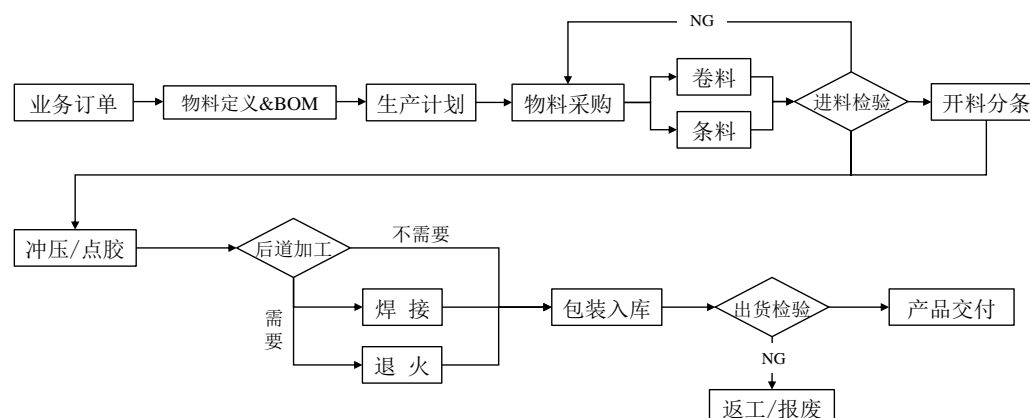 NG
业务订单
物料定义&BOM
生产计划
物料采购
卷料
条料
进料检验
开料分条
冲压/点胶
后道加工
不需要
需要
焊 接
退 火
包装入库
出货检验
产品交付
NG
返工/报废